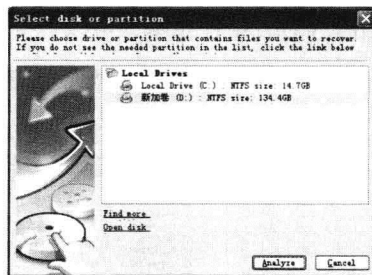 Select disk or partition
Please choose drive or partition that contains files you want to recover.
If you do not see the needed partition in the list, click the link below
Local Drives
Local Drive (C:) : NTFS size: 14.7GB
新加卷 (D:) : NTFS size: 134.4GB
Find more
Open disk
Analyze
Cancel